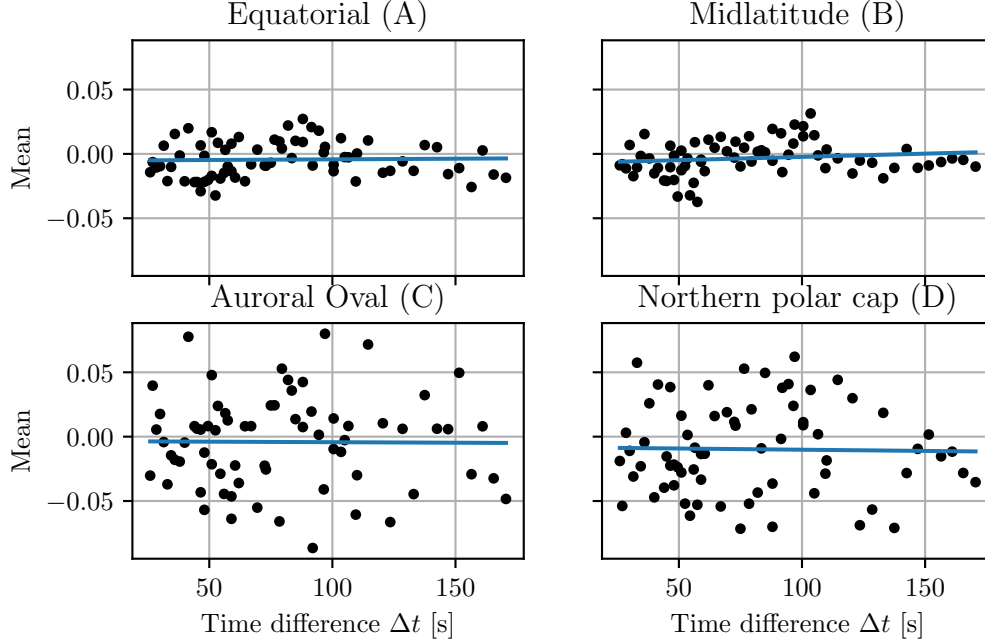 Equatorial (A)
Midlatitude (B)
Mean
0.05
0.00
−0.05
Auroral Oval (C)
Northern polar cap (D)
Mean
0.05
0.00
−0.05
50
100
150
50
100
150
Time difference Δt [s]
Time difference Δt [s]